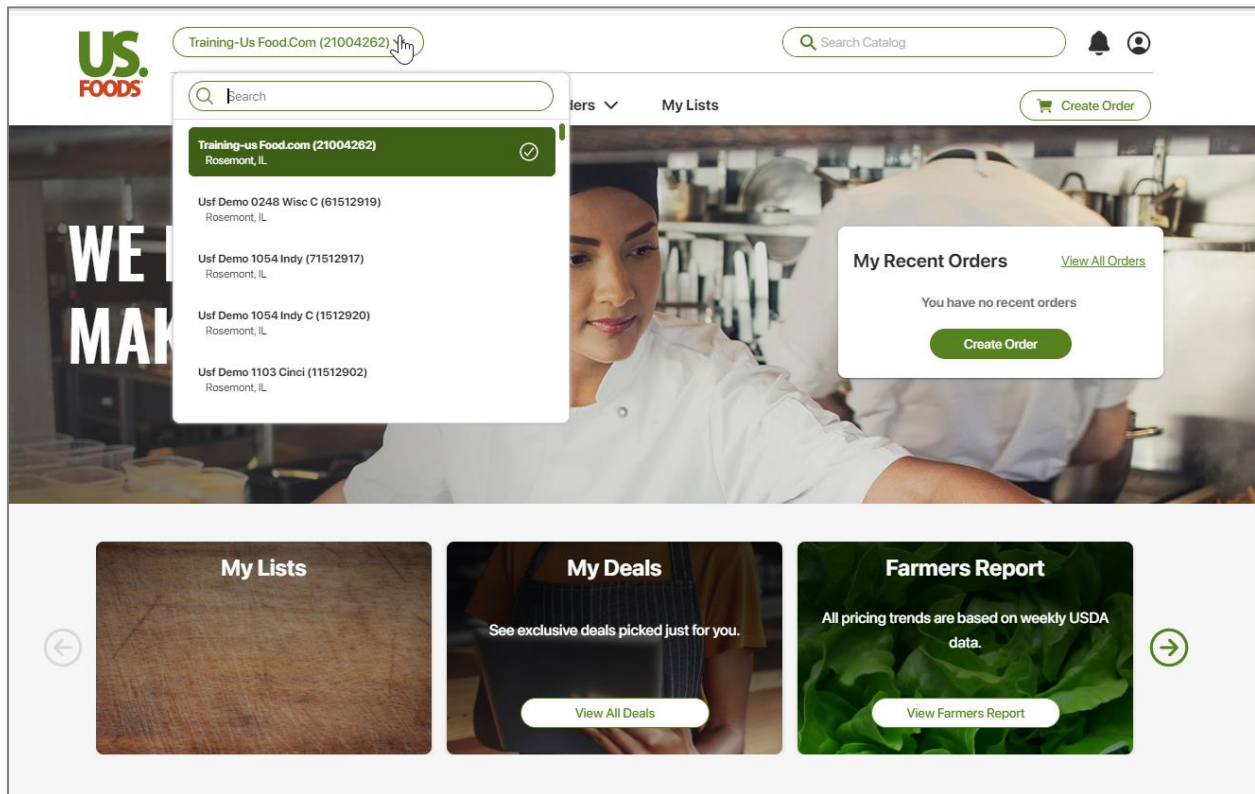 US.
FOODS
Training-Us Food.Com (21004262)
Search Catalog
Search
My Lists
Create Order
Training-us Food.com (21004262)
Rosemont, IL
Usf Demo 0248 Wisc C (61512919)
Rosemont, IL
Usf Demo 1054 Indy (71512917)
Rosemont, IL
Usf Demo 1054 Indy C (1512920)
Rosemont, IL
Usf Demo 1103 Cinci (11512902)
Rosemont, IL
WE
My Recent Orders
View All Orders
You have no recent orders
Create Order
My Lists
My Deals
See exclusive deals picked just for you.
View All Deals
Farmers Report
All pricing trends are based on weekly USDA
data.
View Farmers Report